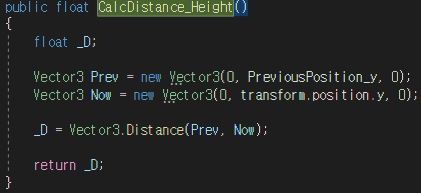 public float CalcDistance_Height()
{
float _D;
Vector3 Prev = new Vector3(0, PreviousPosition_y, 0);
Vector3 Now = new Vector3(0, transform.position.y, 0);
_D = Vector3.Distance(Prev, Now);
return _D;
}